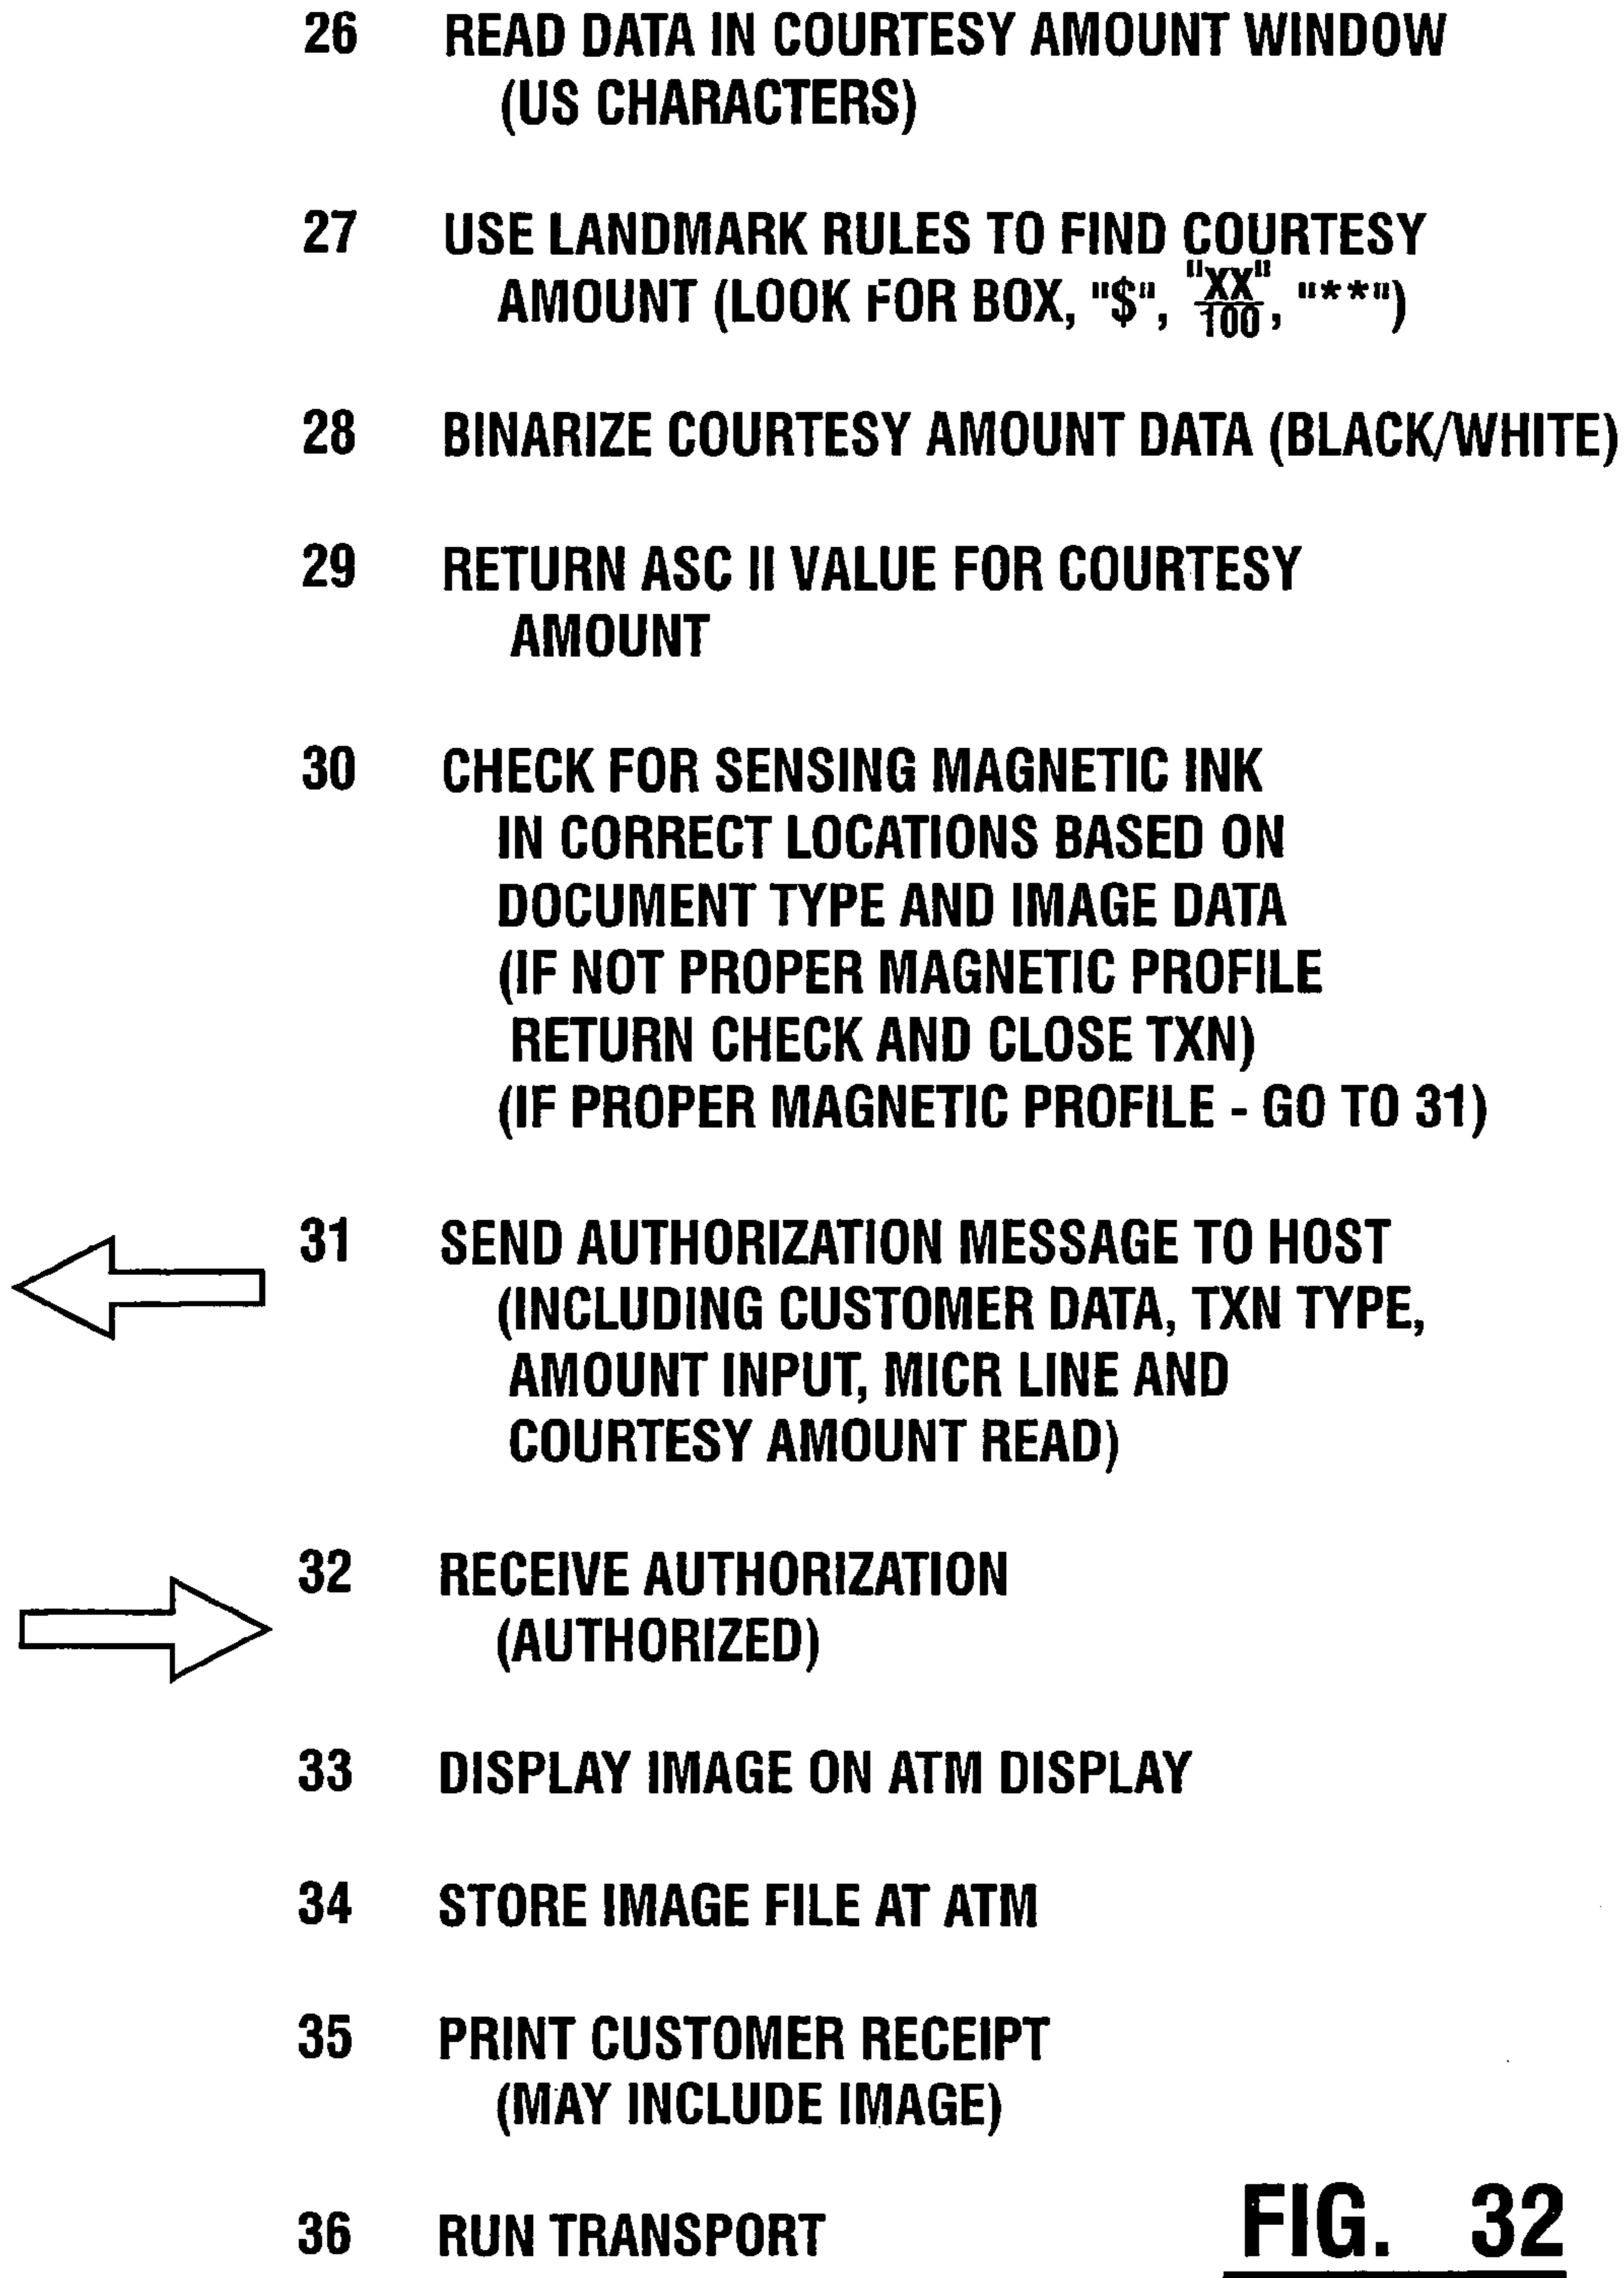 26 READ DATA IN COURTESY AMOUNT WINDOW
(US CHARACTERS)
27 USE LANDMARK RULES TO FIND COURTESY
AMOUNT (LOOK FOR BOX, "$", "XX"/100, "**")
28 BINARIZE COURTESY AMOUNT DATA (BLACK/WHITE)
29 RETURN ASC II VALUE FOR COURTESY
AMOUNT
30 CHECK FOR SENSING MAGNETIC INK
IN CORRECT LOCATIONS BASED ON
DOCUMENT TYPE AND IMAGE DATA
(IF NOT PROPER MAGNETIC PROFILE
RETURN CHECK AND CLOSE TXN)
(IF PROPER MAGNETIC PROFILE - GO TO 31)
31 SEND AUTHORIZATION MESSAGE TO HOST
(INCLUDING CUSTOMER DATA, TXN TYPE,
AMOUNT INPUT, MICR LINE AND
COURTESY AMOUNT READ)
32 RECEIVE AUTHORIZATION
(AUTHORIZED)
33 DISPLAY IMAGE ON ATM DISPLAY
34 STORE IMAGE FILE AT ATM
35 PRINT CUSTOMER RECEIPT
(MAY INCLUDE IMAGE)
36 RUN TRANSPORT
FIG. 32